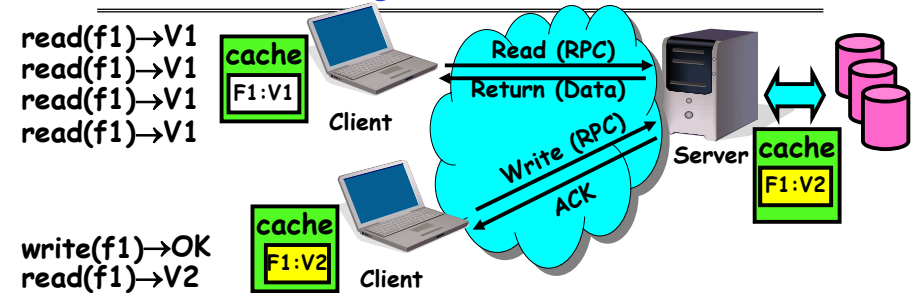 read(f1)→V1
read(f1)→V1
read(f1)→V1
read(f1)→V1
cache
F1:V1
Client
Read (RPC)
Return (Data)
Write (RPC)
ACK
Server
cache
F1:V2
write(f1)→OK
read(f1)→V2
cache
F1:V2
Client